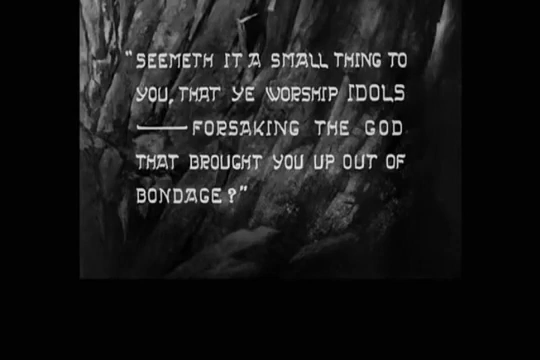 "SEEMETH IT A SMALL THING TO
YOU, THAT YE WORSHIP IDOLS
—FORSAKING THE GOD
THAT BROUGHT YOU UP OUT OF
BONDAGE?"